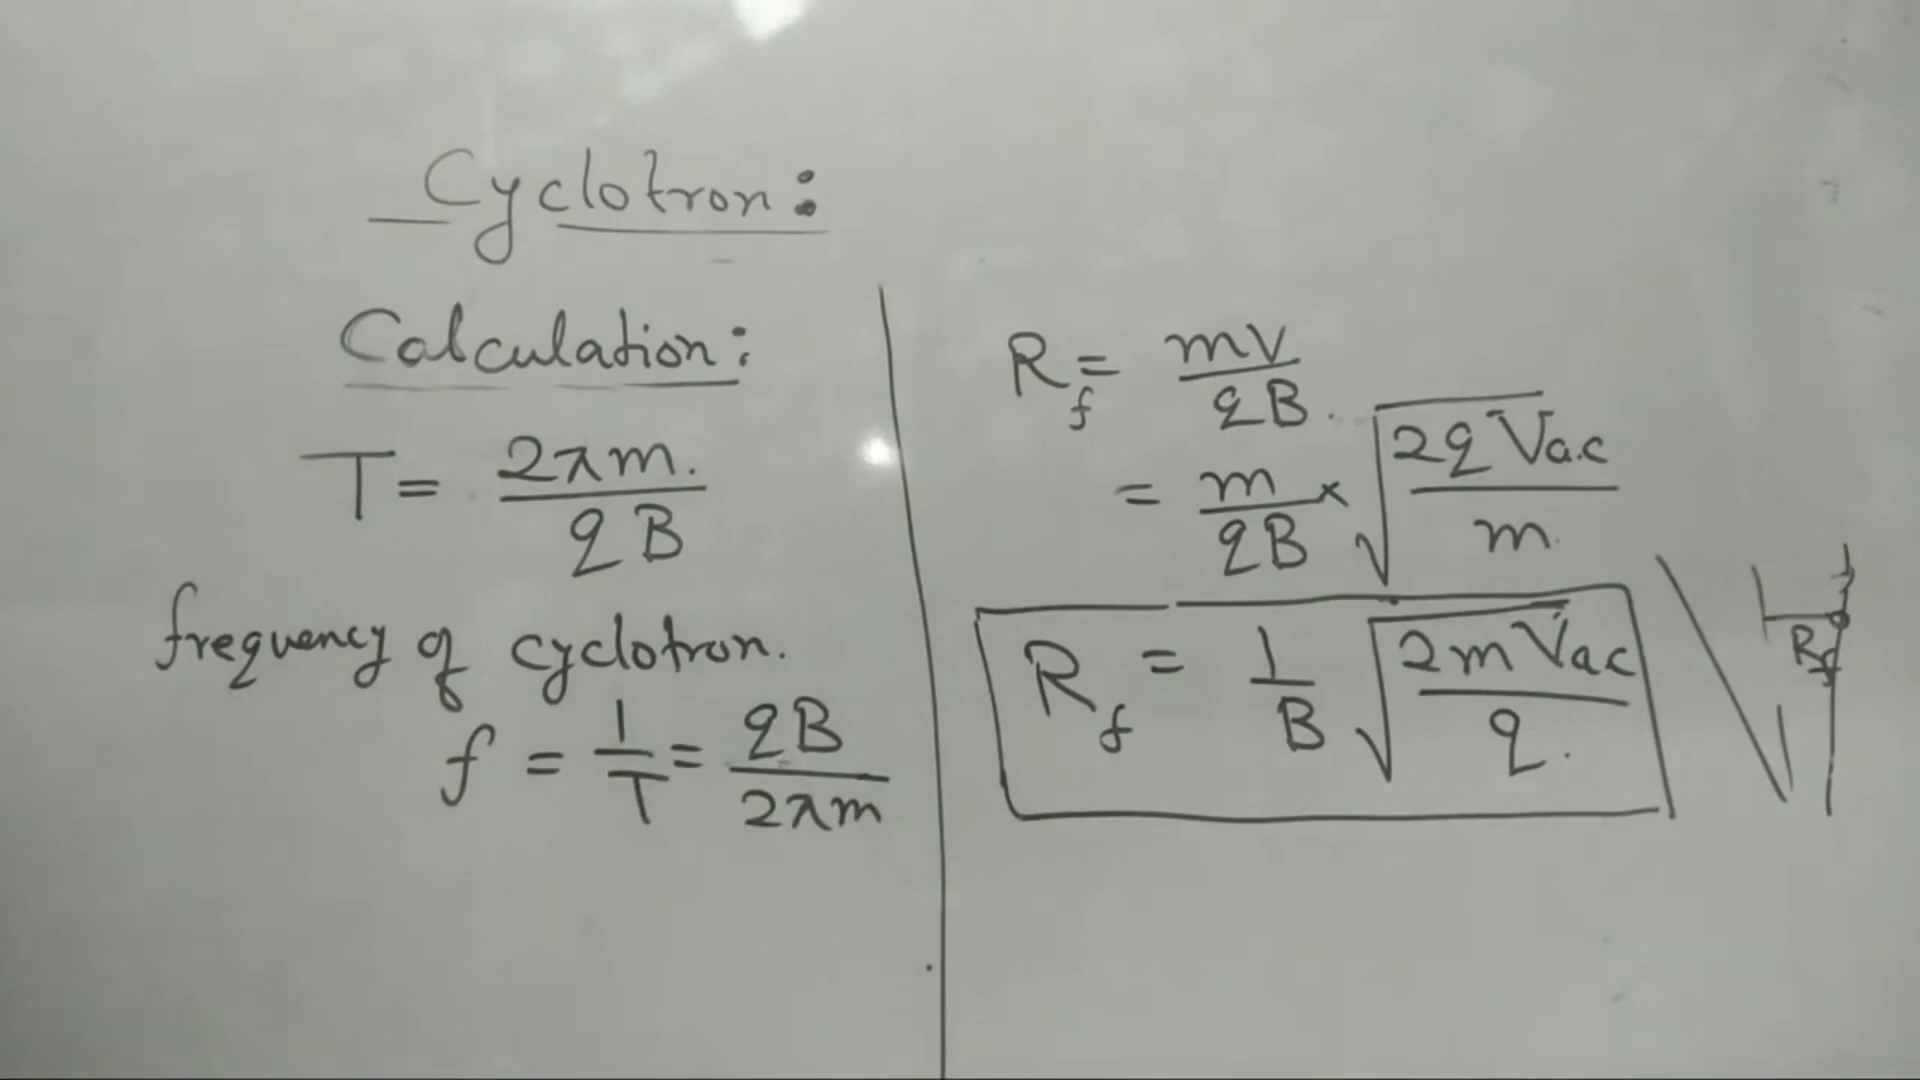 Cyclotron:
Calculation:
T = 2πm. / qB
frequency of cyclotron.
f = 1/T = qB / 2πm
R_f = mv / qB.
= m/qB × √(2qVac / m)
R_f = 1/B √(2mVac / q.)
R_f